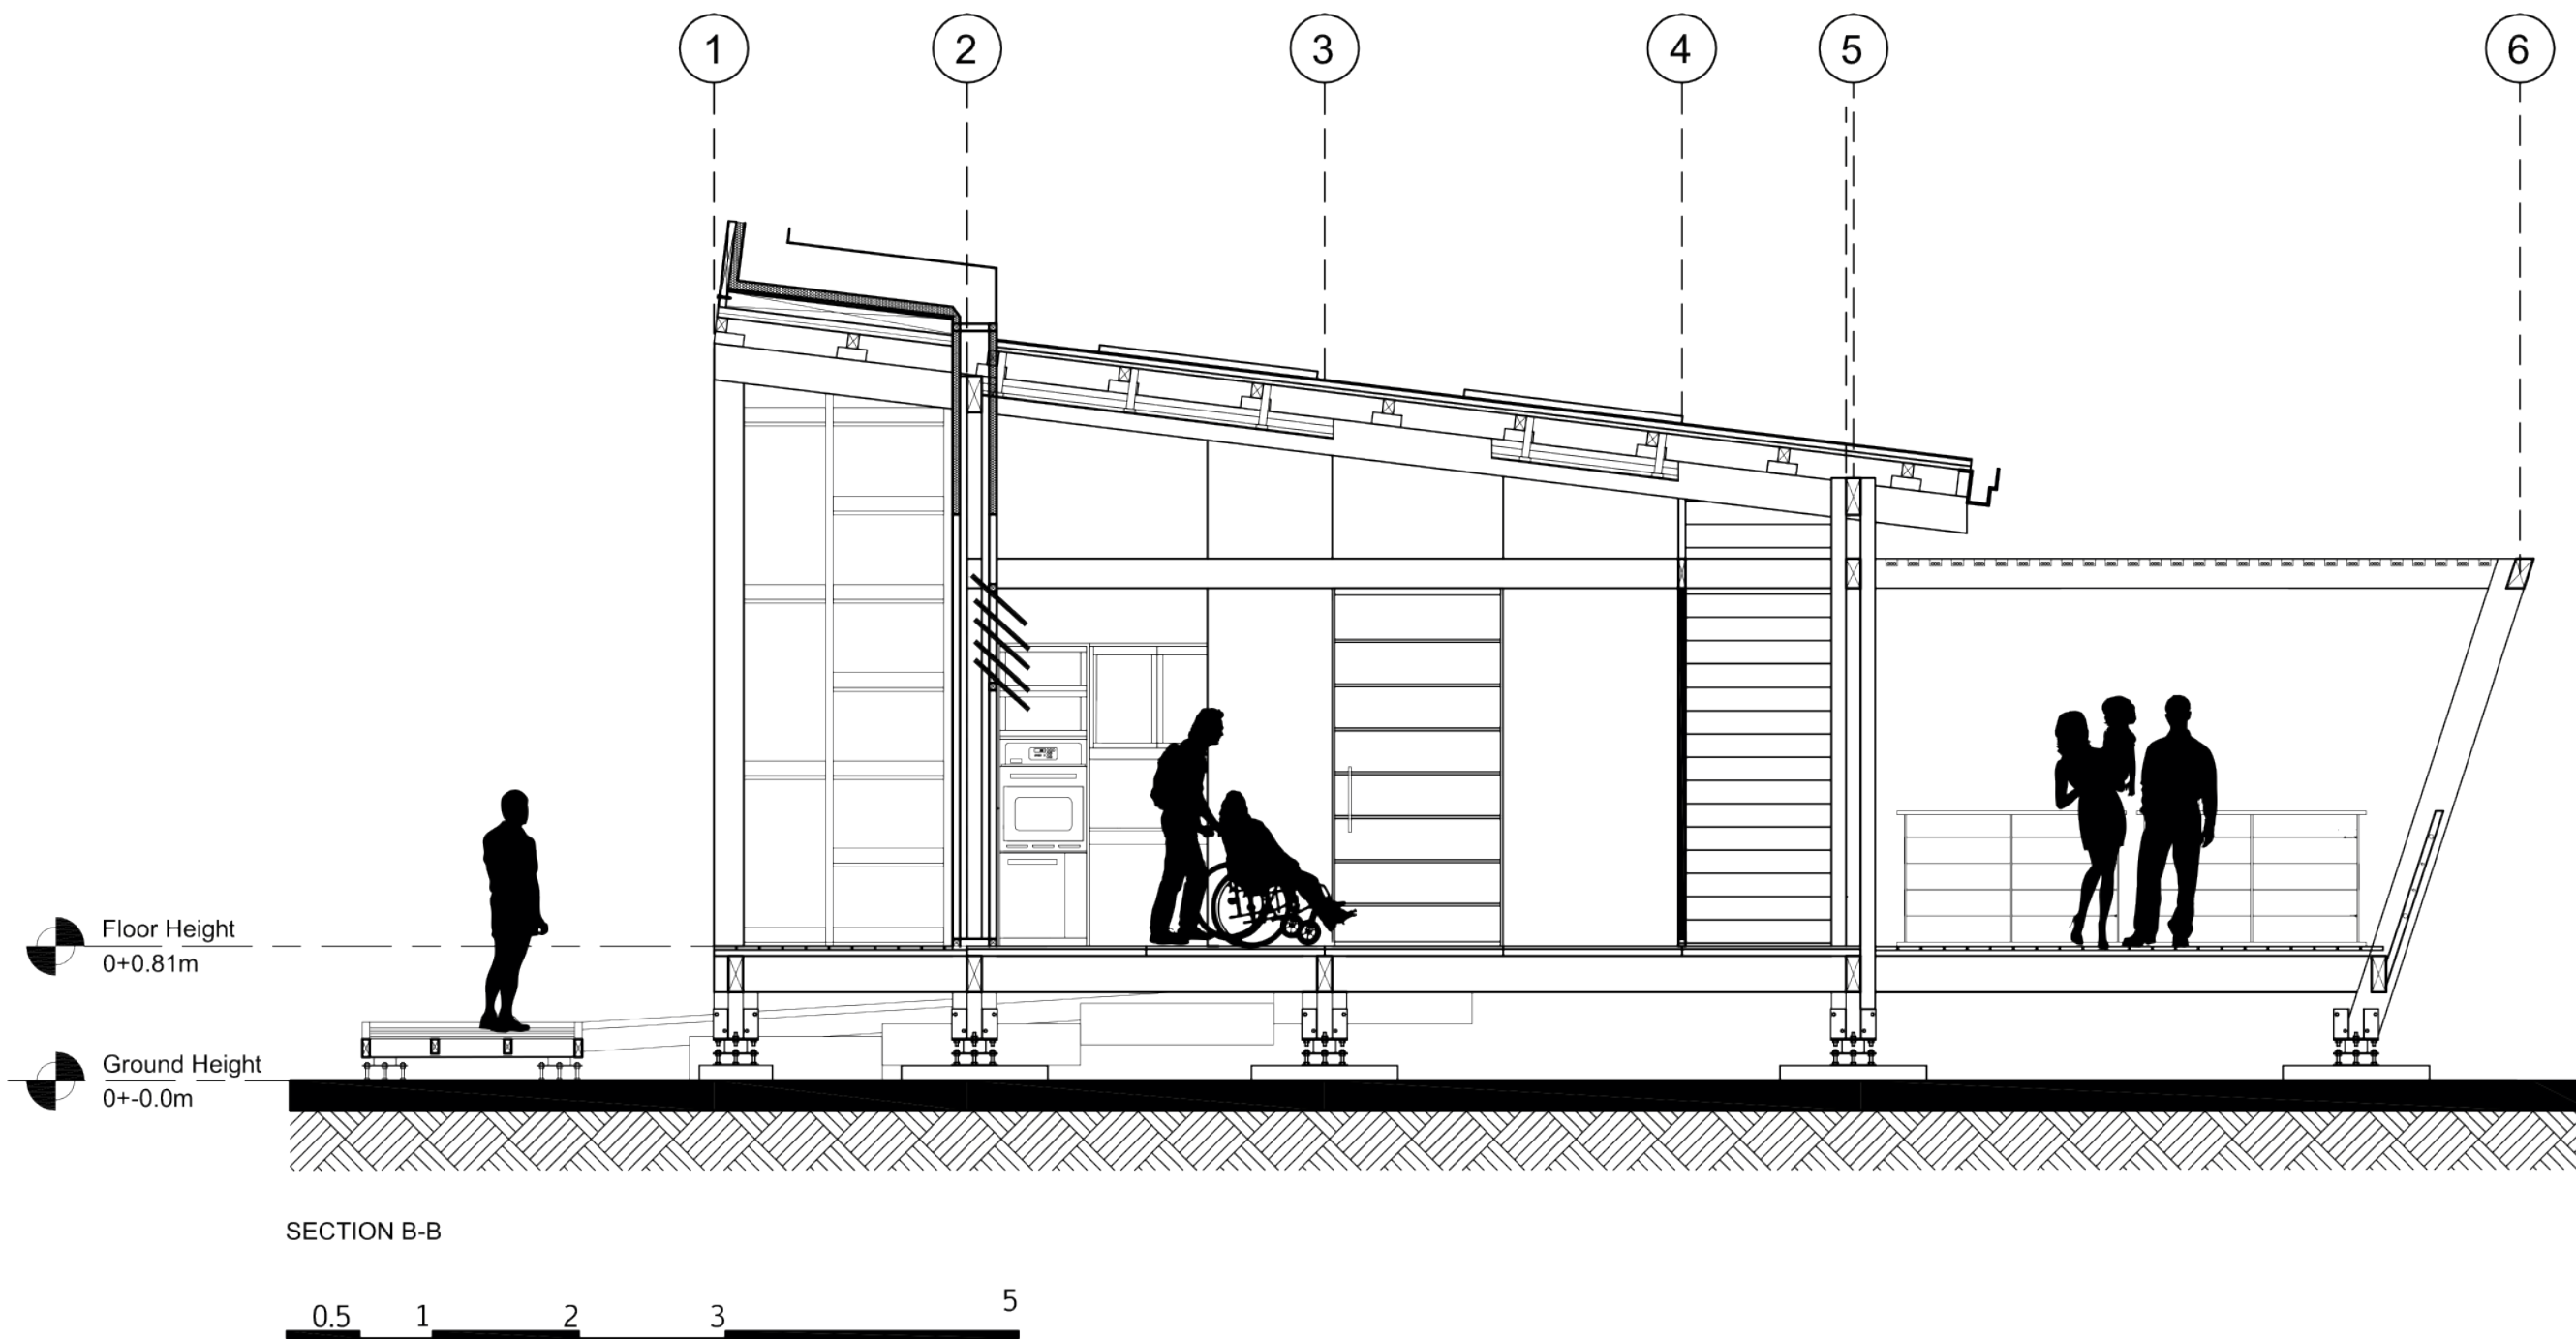 1 2 3 4 5 6
Floor Height
0+0.81m
Ground Height
0+-0.0m
SECTION B-B
0.5 1 2 3 5